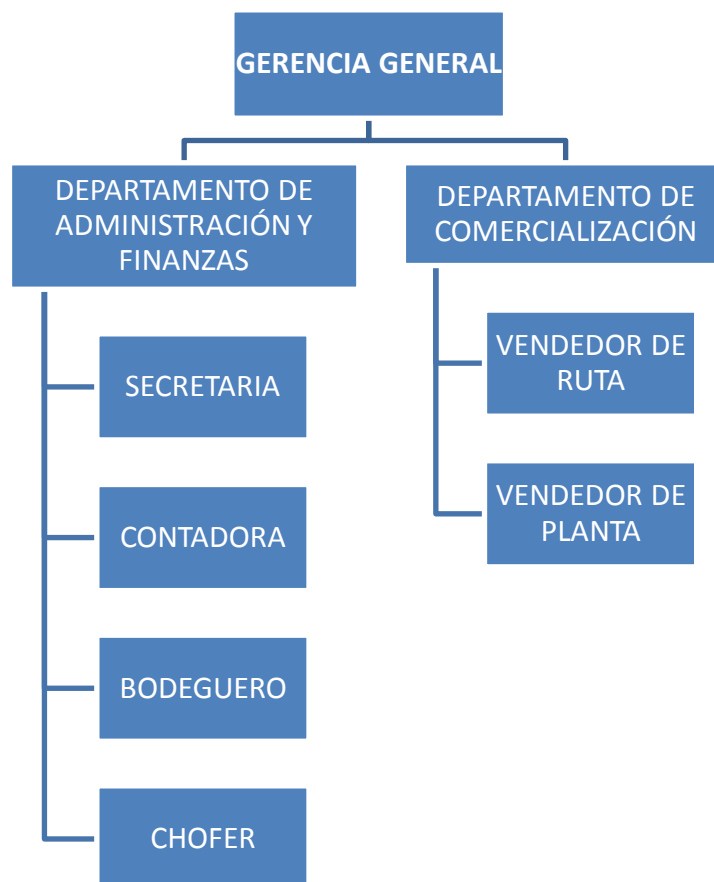 GERENCIA GENERAL
DEPARTAMENTO DE
ADMINISTRACIÓN Y
FINANZAS
SECRETARIA
CONTADORA
BODEGUERO
CHOFER
DEPARTAMENTO DE
COMERCIALIZACIÓN
VENDEDOR DE
RUTA
VENDEDOR DE
PLANTA